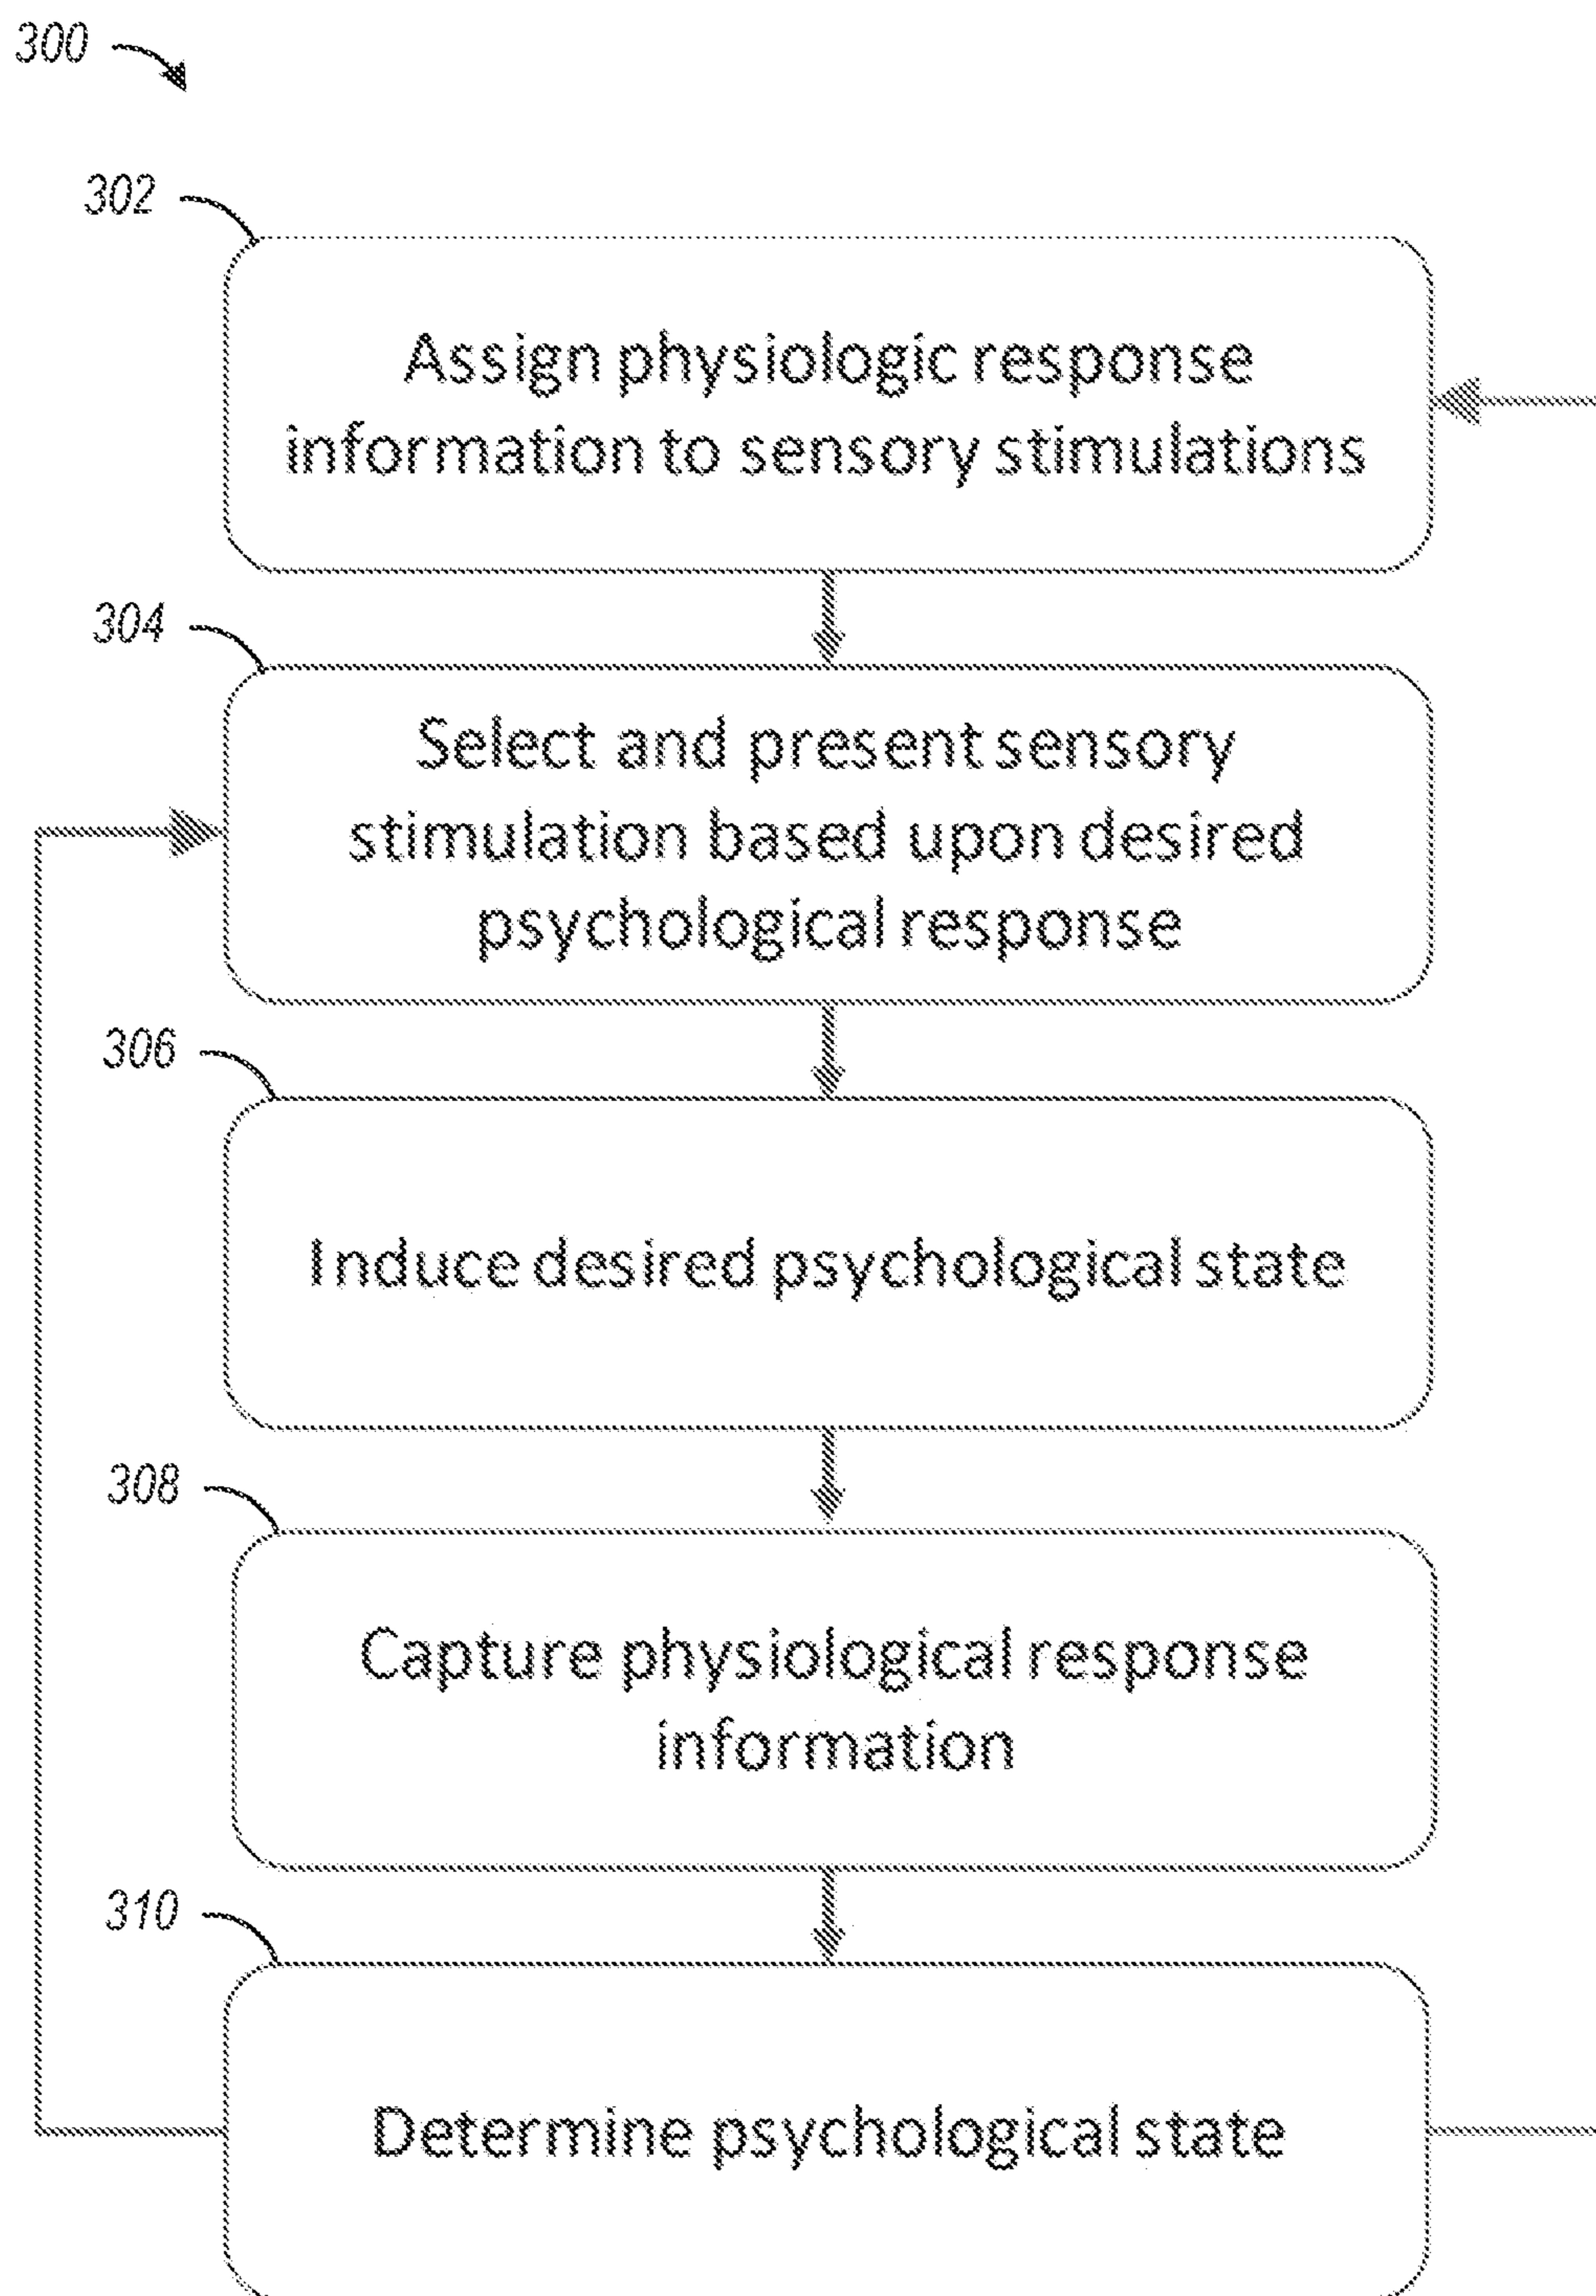 300
302
Assign physiologic response
information to sensory stimulations
304
Select and present sensory
stimulation based upon desired
psychological response
306
Induce desired psychological state
308
Capture physiological response
information
310
Determine psychological state